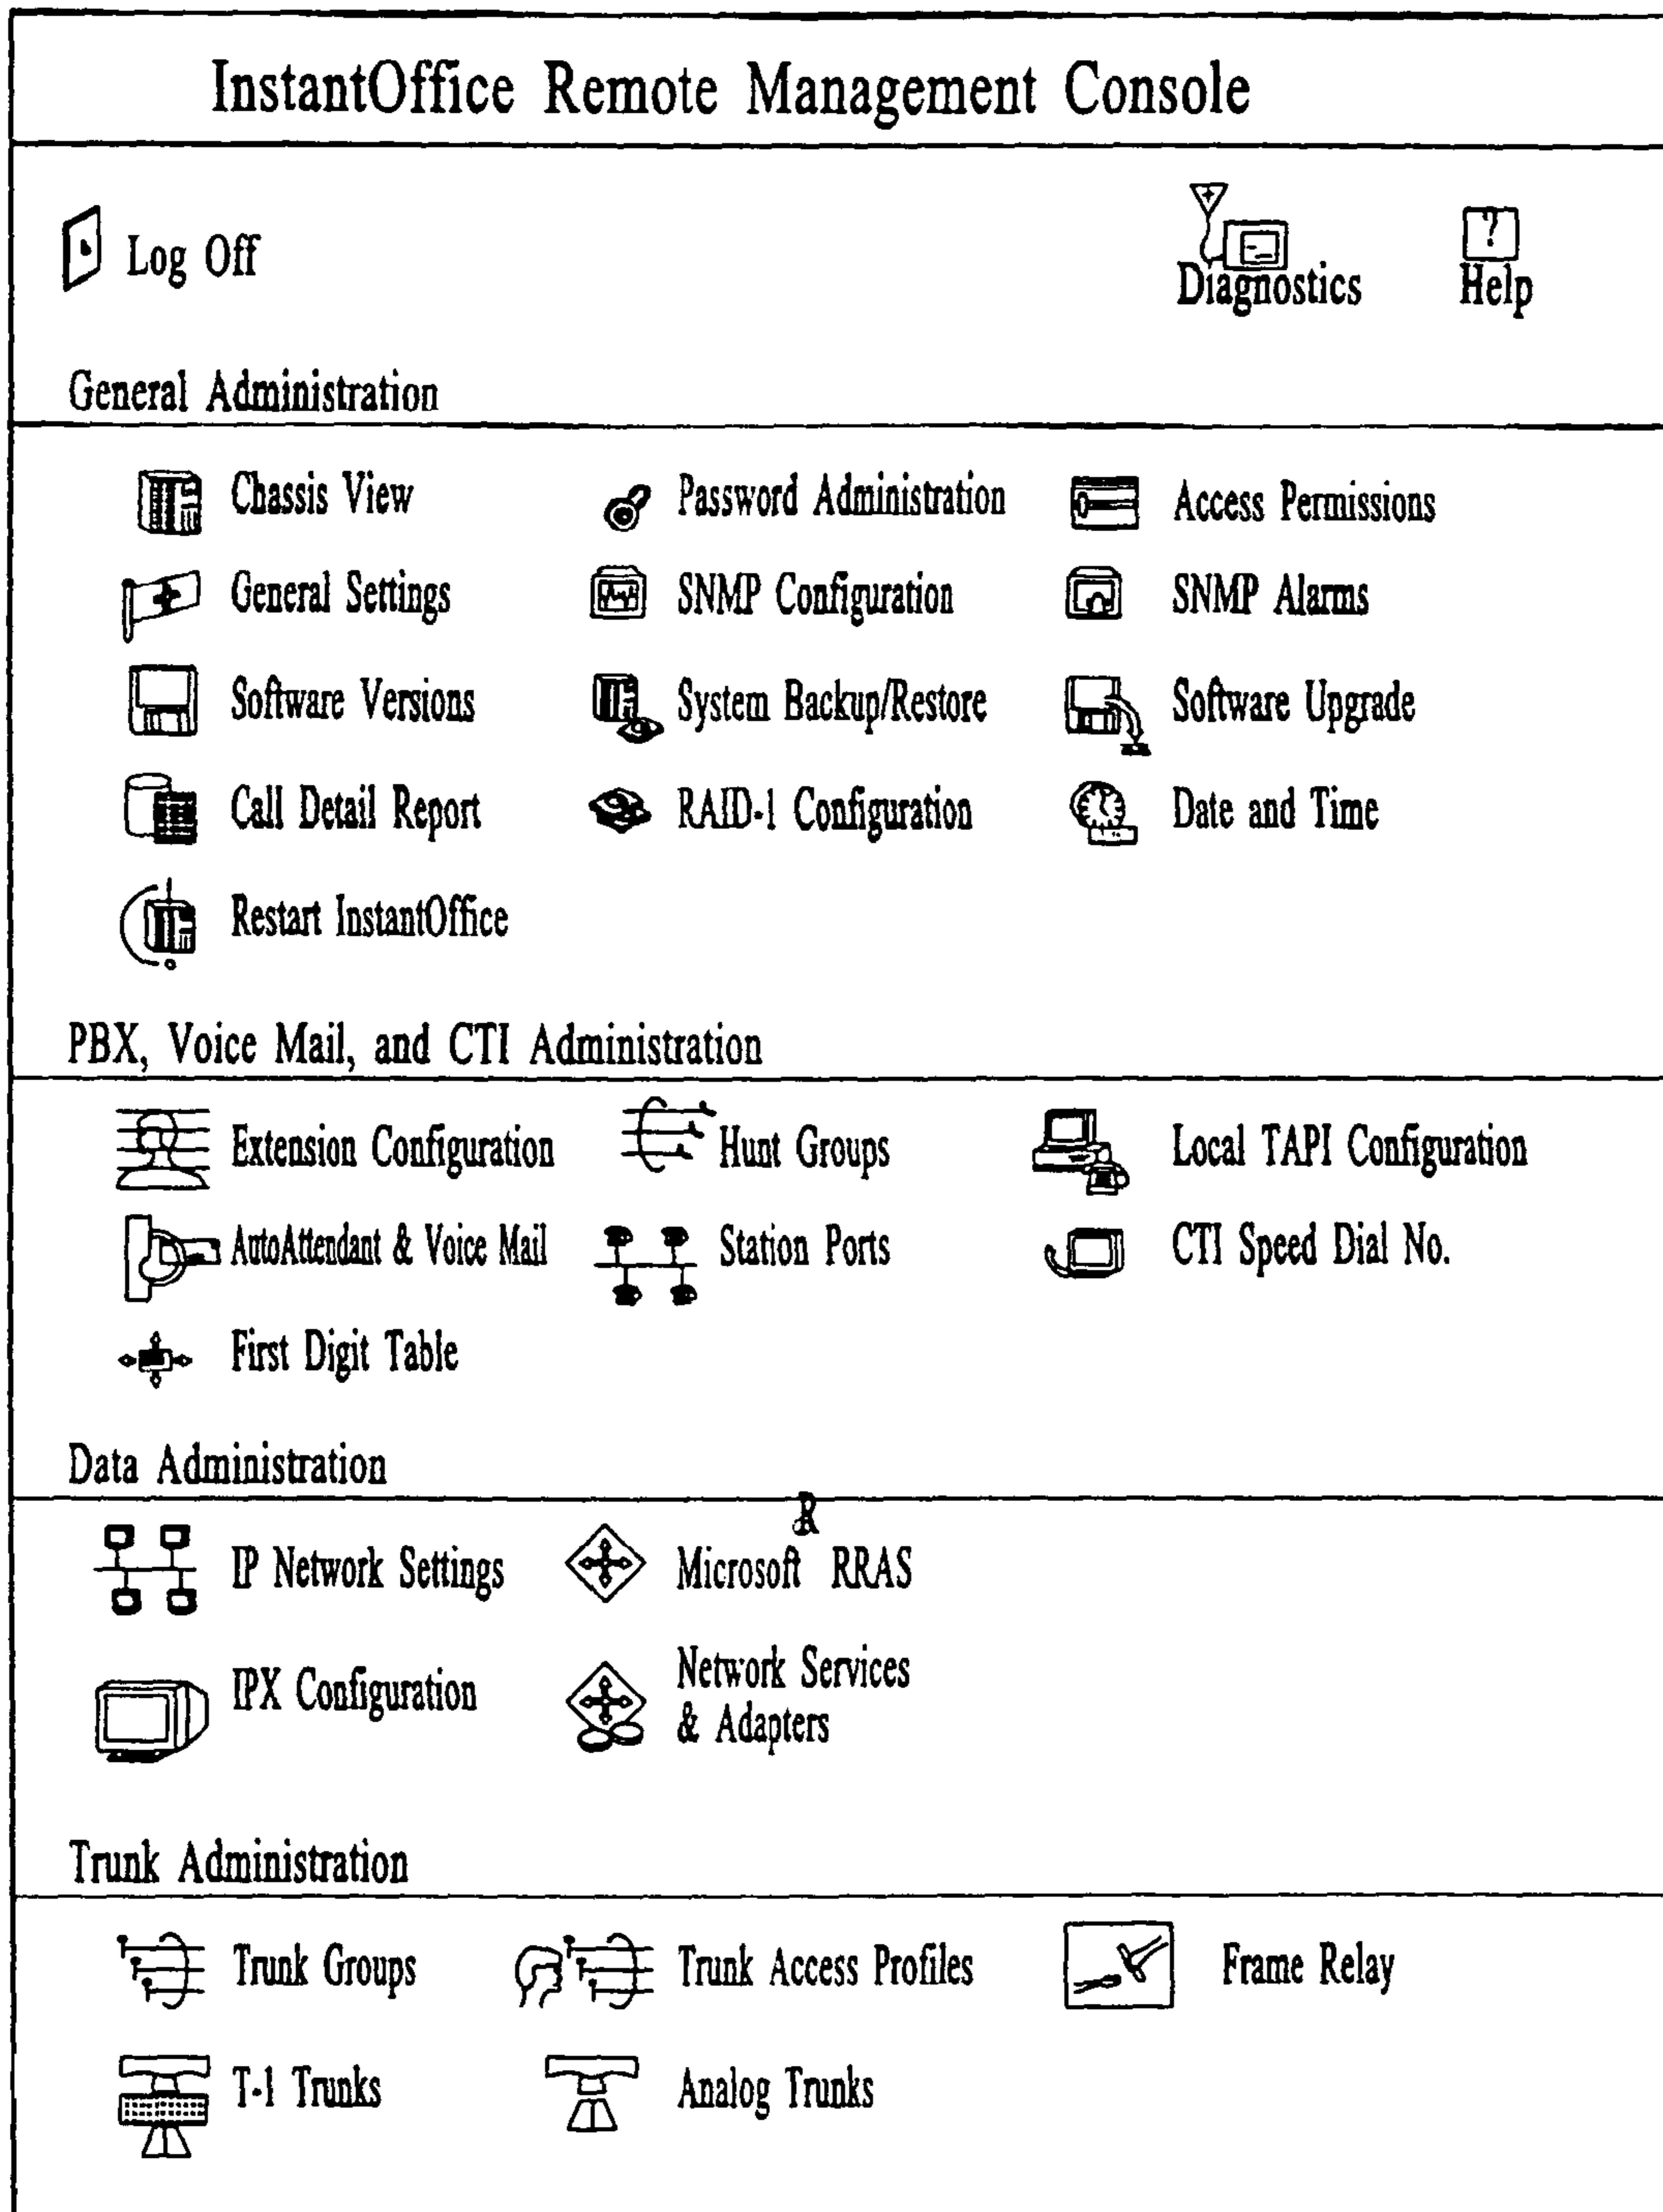 InstantOffice Remote Management Console
Log Off
Diagnostics
Help
General Administration
Chassis View
Password Administration
Access Permissions
General Settings
SNMP Configuration
SNMP Alarms
Software Versions
System Backup/Restore
Software Upgrade
Call Detail Report
RAID-1 Configuration
Date and Time
Restart InstantOffice
PBX, Voice Mail, and CTI Administration
Extension Configuration
Hunt Groups
Local TAPI Configuration
AutoAttendant & Voice Mail
Station Ports
CTI Speed Dial No.
First Digit Table
Data Administration
IP Network Settings
Microsoft R RRAS
IPX Configuration
Network Services
& Adapters
Trunk Administration
Trunk Groups
Trunk Access Profiles
Frame Relay
T-1 Trunks
Analog Trunks